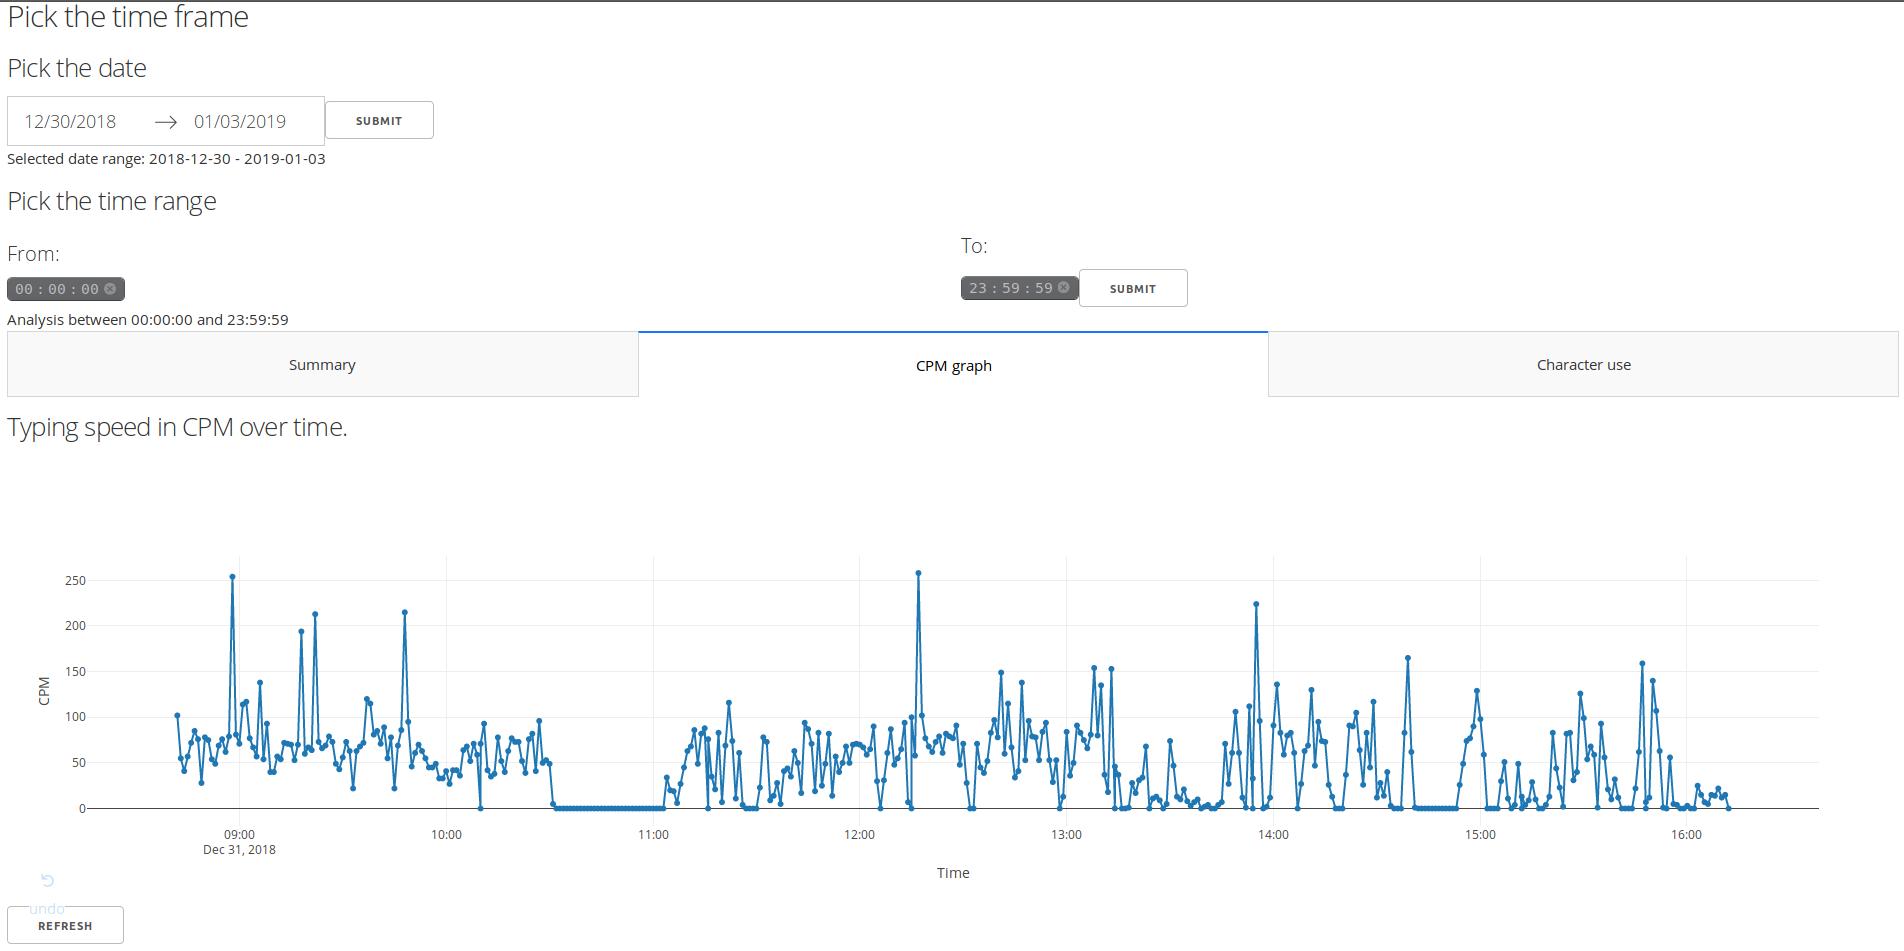 Pick the time frame
Pick the date
12/30/2018 → 01/03/2019 SUBMIT
Selected date range: 2018-12-30 - 2019-01-03
Pick the time range
From:
To:
00 : 00 : 00
23 : 59 : 59 SUBMIT
Analysis between 00:00:00 and 23:59:59
Summary CPM graph Character use
Typing speed in CPM over time.
250
200
150
100
50
0
CPM
09:00 10:00 11:00 12:00 13:00 14:00 15:00 16:00
Dec 31, 2018
Time
undo
REFRESH